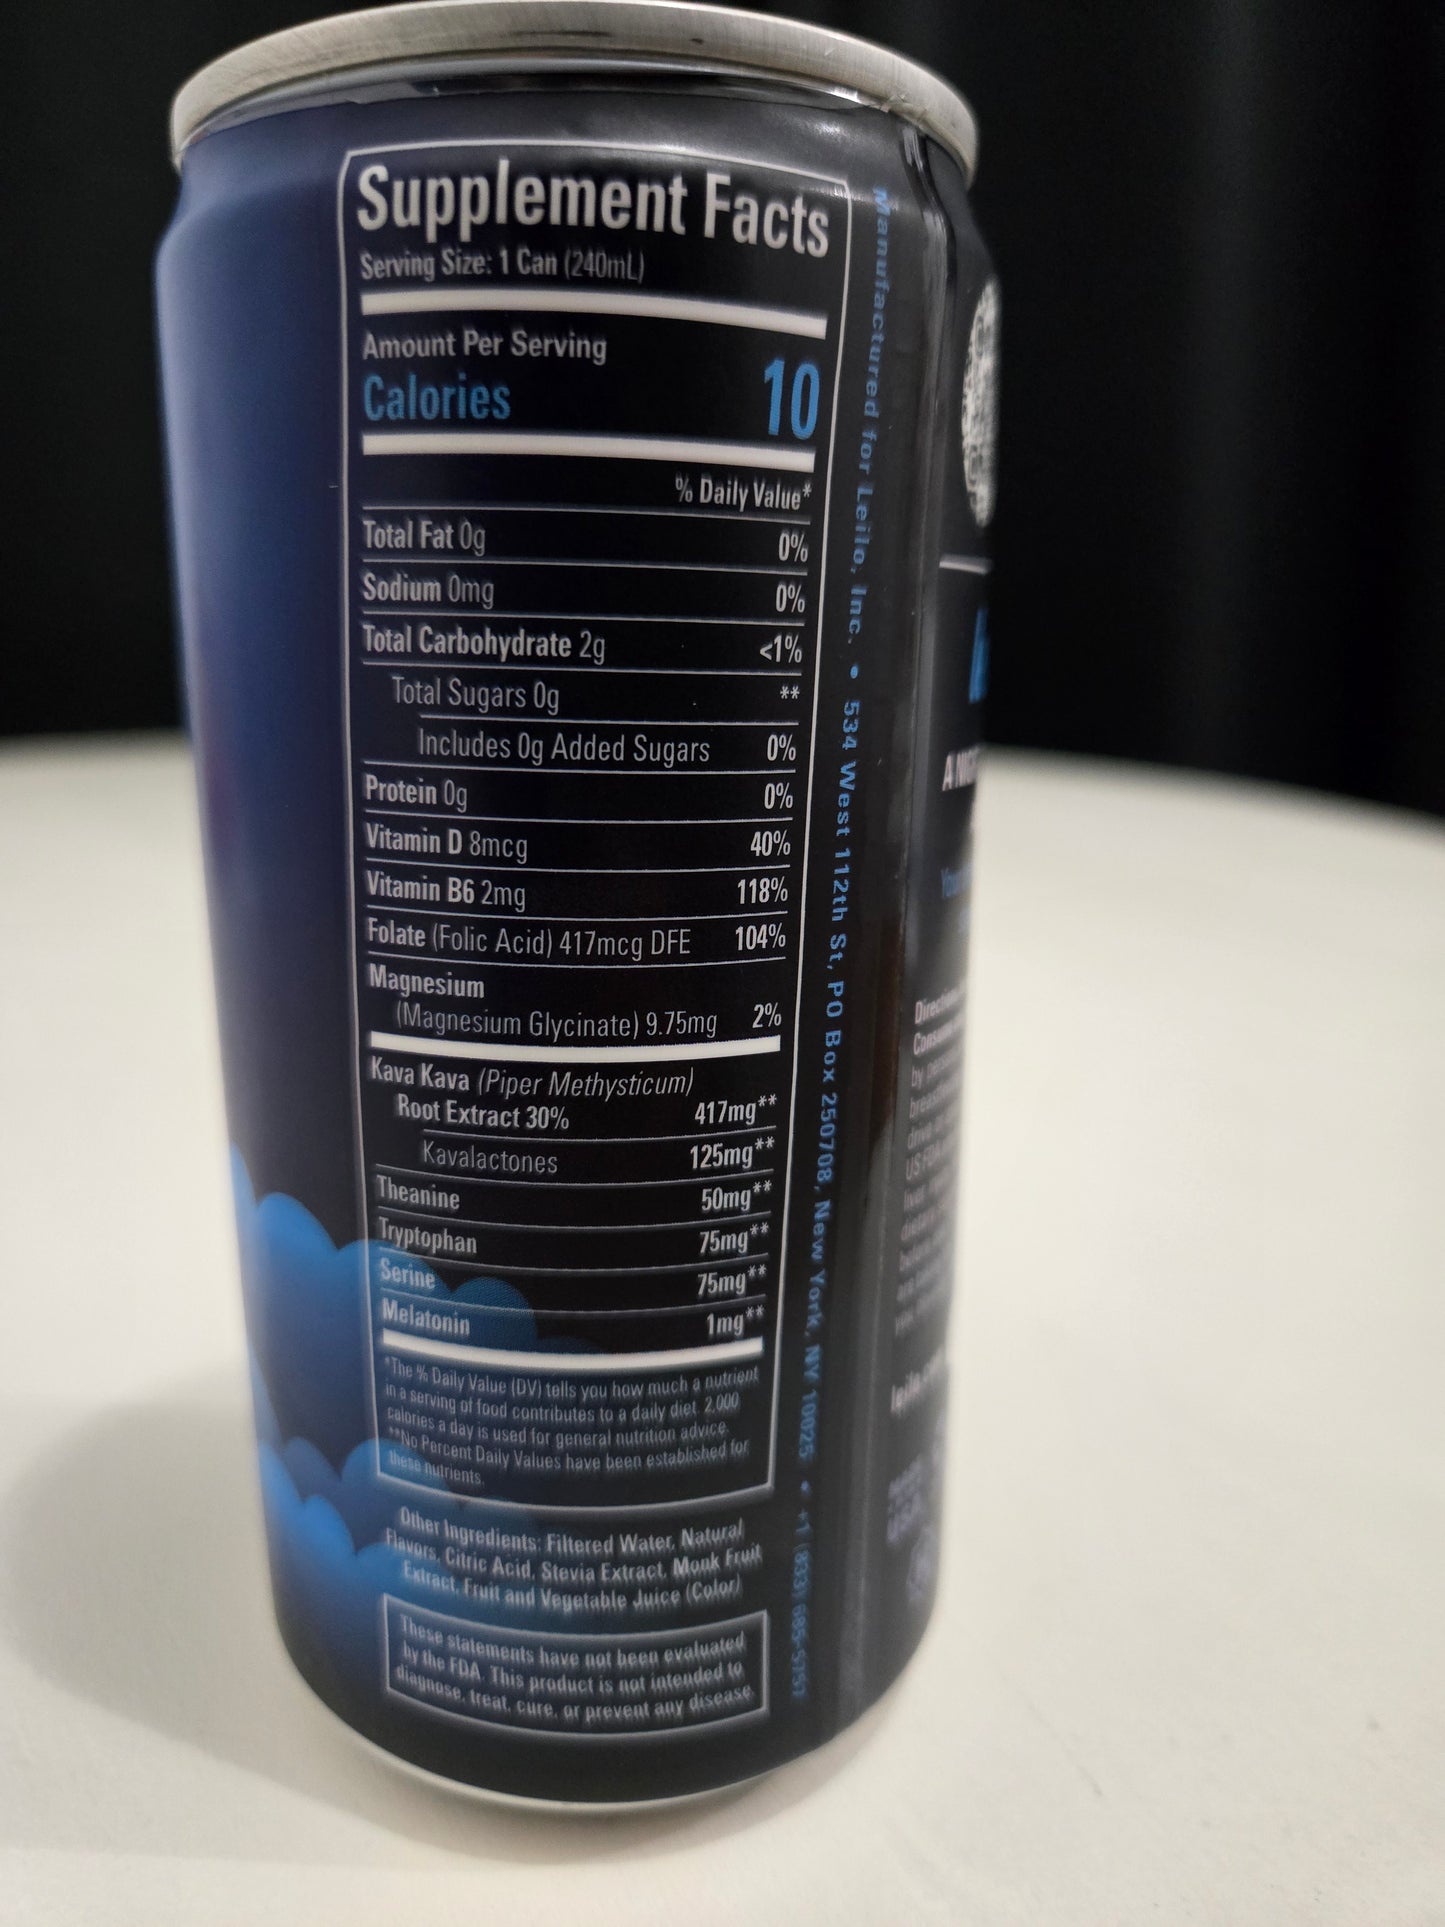 Supplement Facts
Serving Size: 1 Can (240mL)
Amount Per Serving
Calories 10
% Daily Value*
Total Fat 0g 0%
Sodium 0mg 0%
Total Carbohydrate 2g <1%
Total Sugars 0g **
Includes 0g Added Sugars 0%
Protein 0g 0%
Vitamin D 8mcg 40%
Vitamin B6 2mg 118%
Folate (Folic Acid) 417mcg DFE 104%
Magnesium
(Magnesium Glycinate) 9.75mg 2%
Kava Kava (Piper Methysticum)
Root Extract 30% 417mg**
Kavalactones 125mg**
Theanine 50mg**
Tryptophan 75mg**
Serine 75mg**
Melatonin 1mg**
*The % Daily Value (DV) tells you how much a nutrient
in a serving of food contributes to a daily diet. 2,000
calories a day is used for general nutrition advice.
**No Percent Daily Values have been established for
these nutrients.
Other Ingredients: Filtered Water, Natural
Flavors, Citric Acid, Stevia Extract, Monk Fruit
Extract, Fruit and Vegetable Juice (Color)
These statements have not been evaluated
by the FDA. This product is not intended to
diagnose, treat, cure, or prevent any disease.
Manufactured for Leilo, Inc. • 534 West 112th St, PO Box 250708, New York, NY 10025 • +1 (833) 685-5797